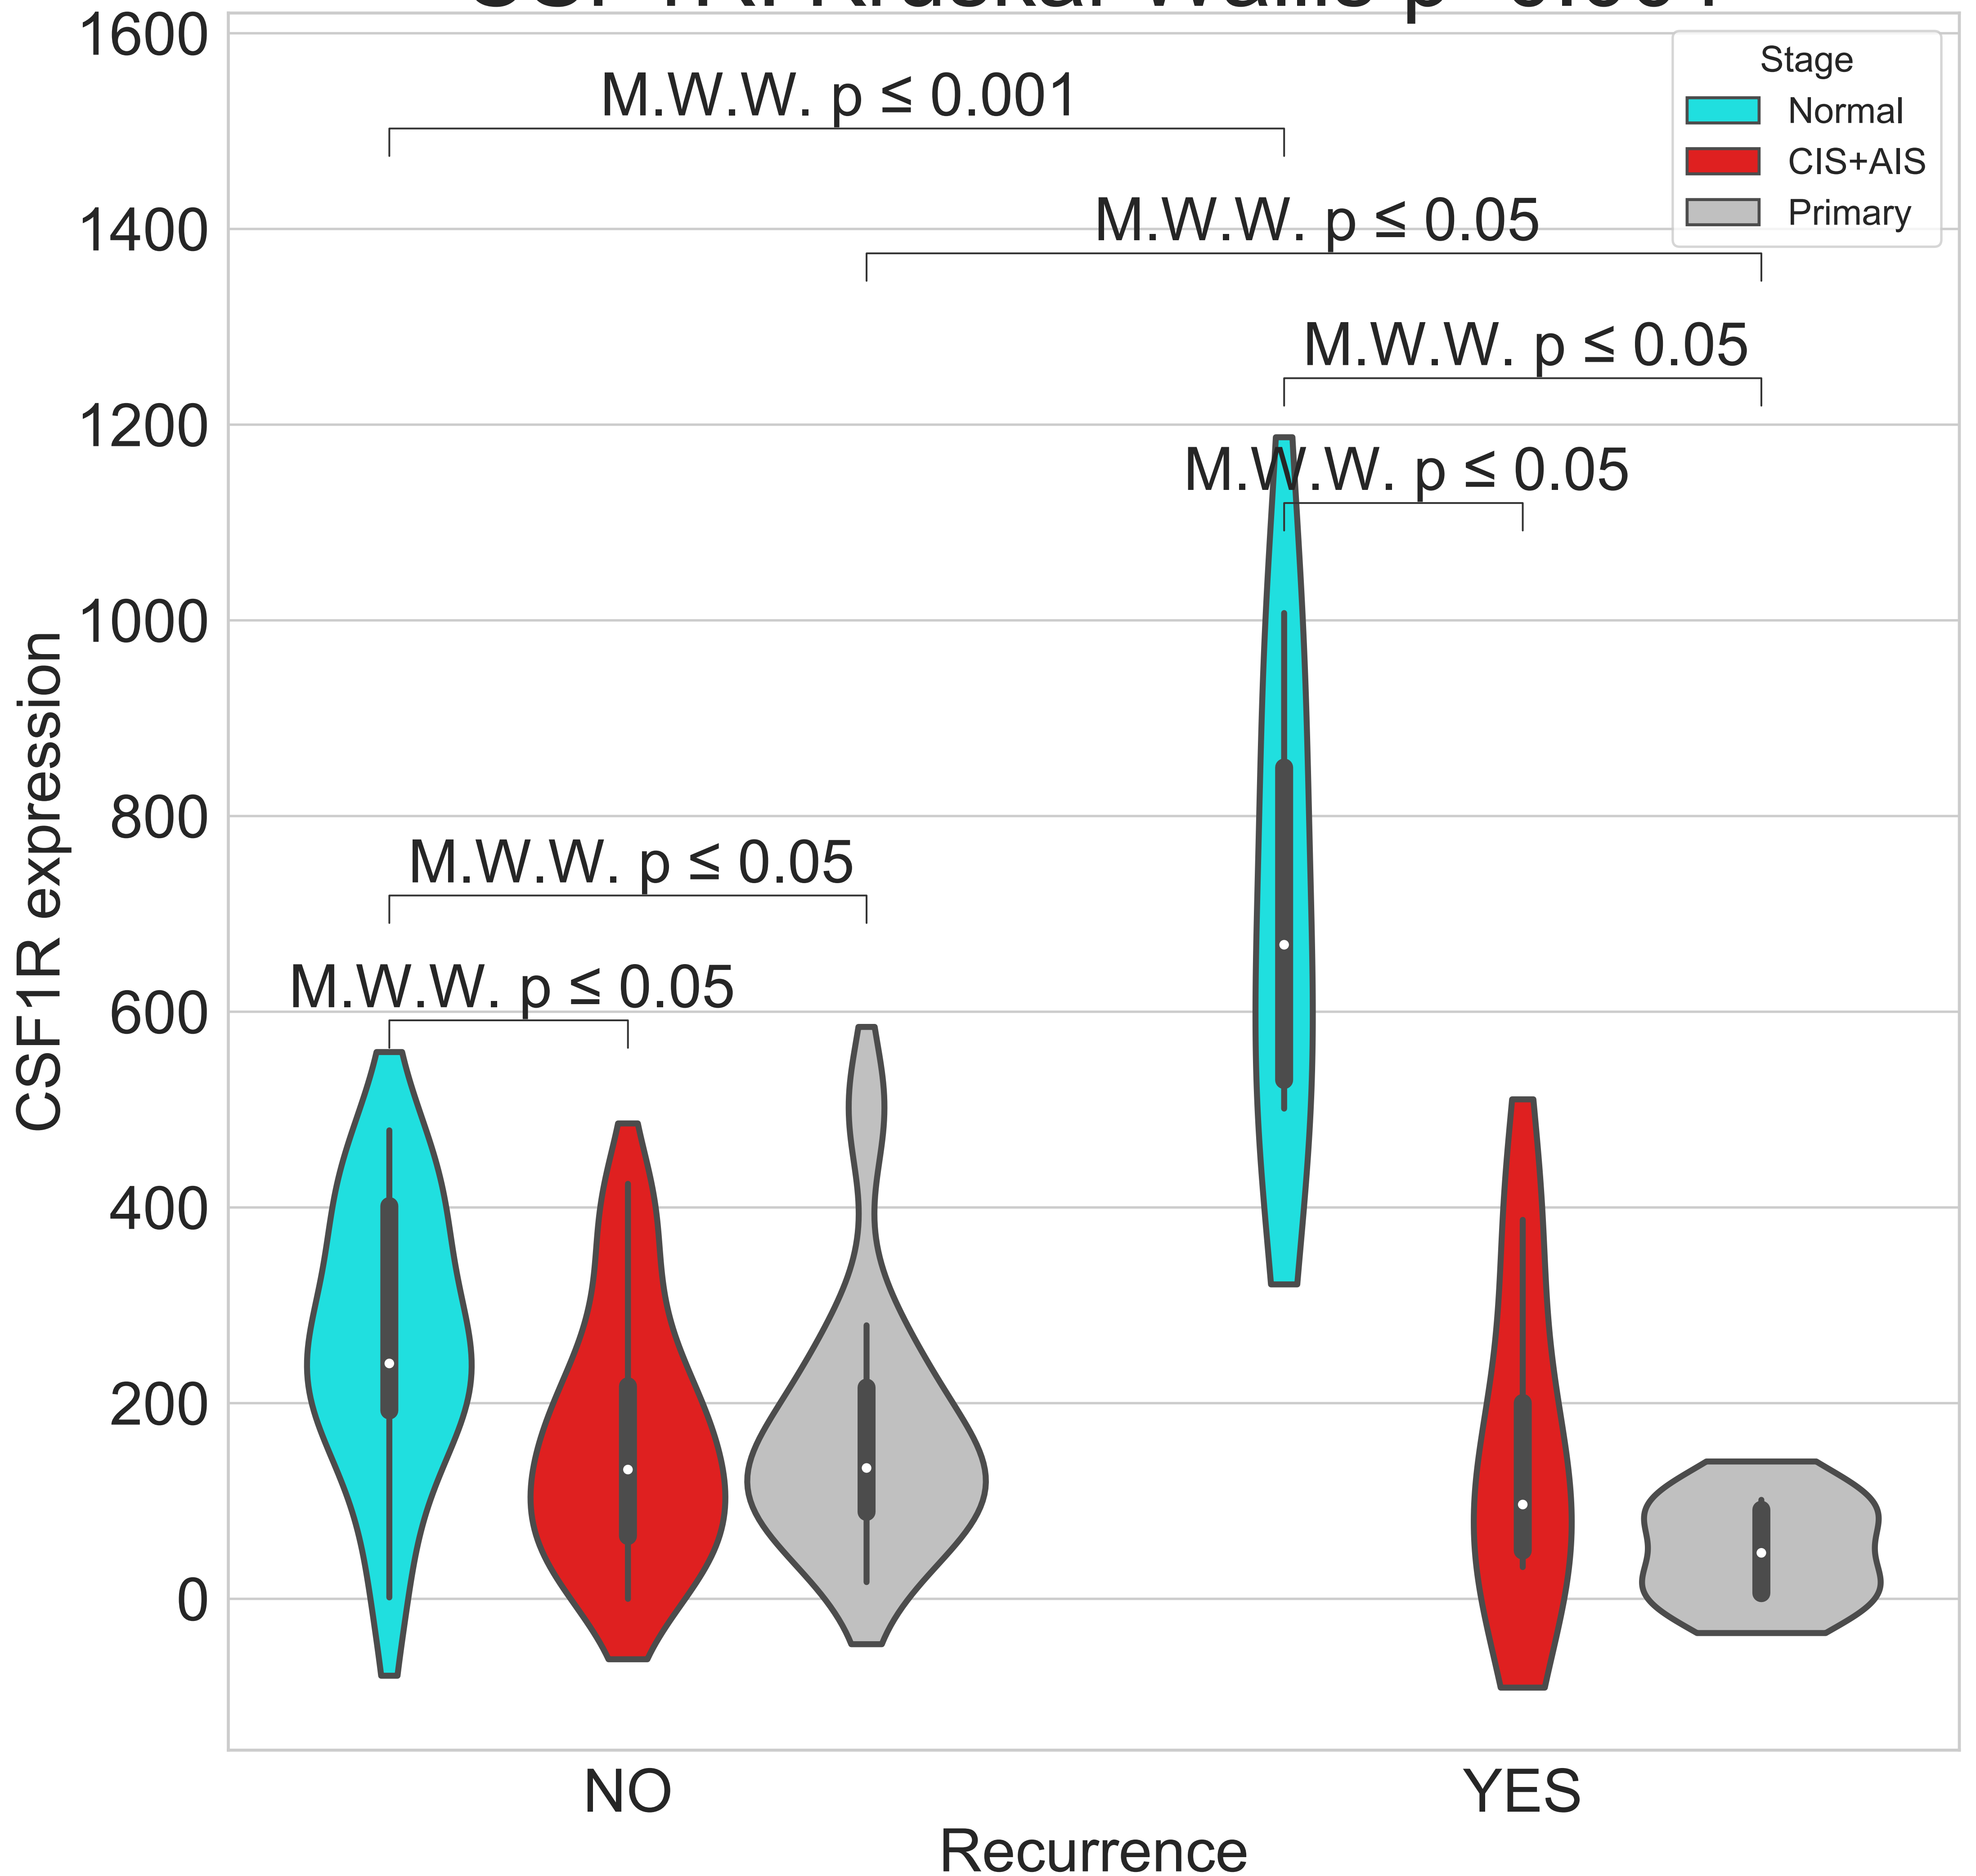 1600
1400
1200
1000
800
600
400
200
0
CSF1R expression
M.W.W. p ≤ 0.001
M.W.W. p ≤ 0.05
M.W.W. p ≤ 0.05
M.W.W. p ≤ 0.05
M.W.W. p ≤ 0.05
M.W.W. p ≤ 0.05
Stage
Normal
CIS+AIS
Primary
NO
YES
Recurrence